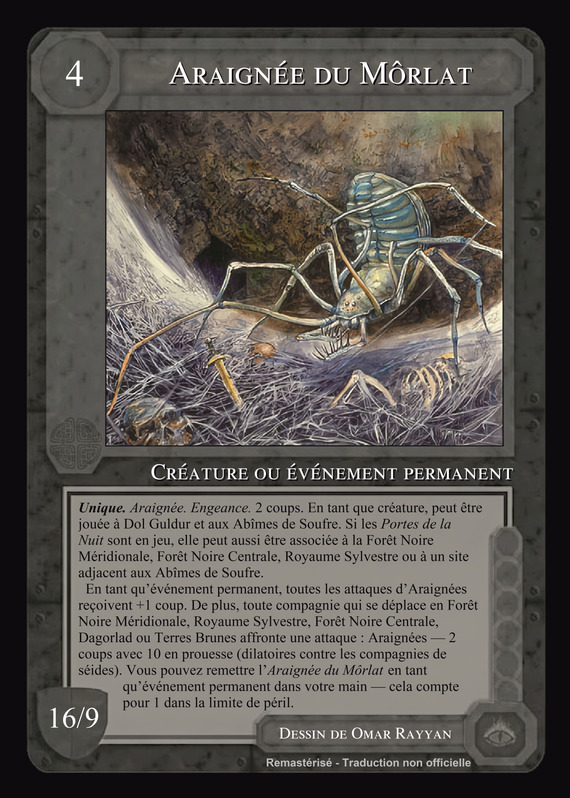 4
Araignée du Môrlat
Créature ou événement permanent
Unique. Araignée. Engeance. 2 coups. En tant que créature, peut être
jouée à Dol Guldur et aux Abîmes de Soufre. Si les Portes de la
Nuit sont en jeu, elle peut aussi être associée à la Forêt Noire
Méridionale, Forêt Noire Centrale, Royaume Sylvestre ou à un site
adjacent aux Abîmes de Soufre.
En tant qu'événement permanent, toutes les attaques d'Araignées
reçoivent +1 coup. De plus, toute compagnie qui se déplace en Forêt
Noire Méridionale, Royaume Sylvestre, Forêt Noire Centrale,
Dagorlad ou Terres Brunes affronte une attaque : Araignées — 2
coups avec 10 en prouesse (dilatoires contre les compagnies de
séides). Vous pouvez remettre l'Araignée du Môrlat en tant
qu'événement permanent dans votre main — cela compte
pour 1 dans la limite de péril.
16/9
Dessin de Omar Rayyan
Remastérisé - Traduction non officielle